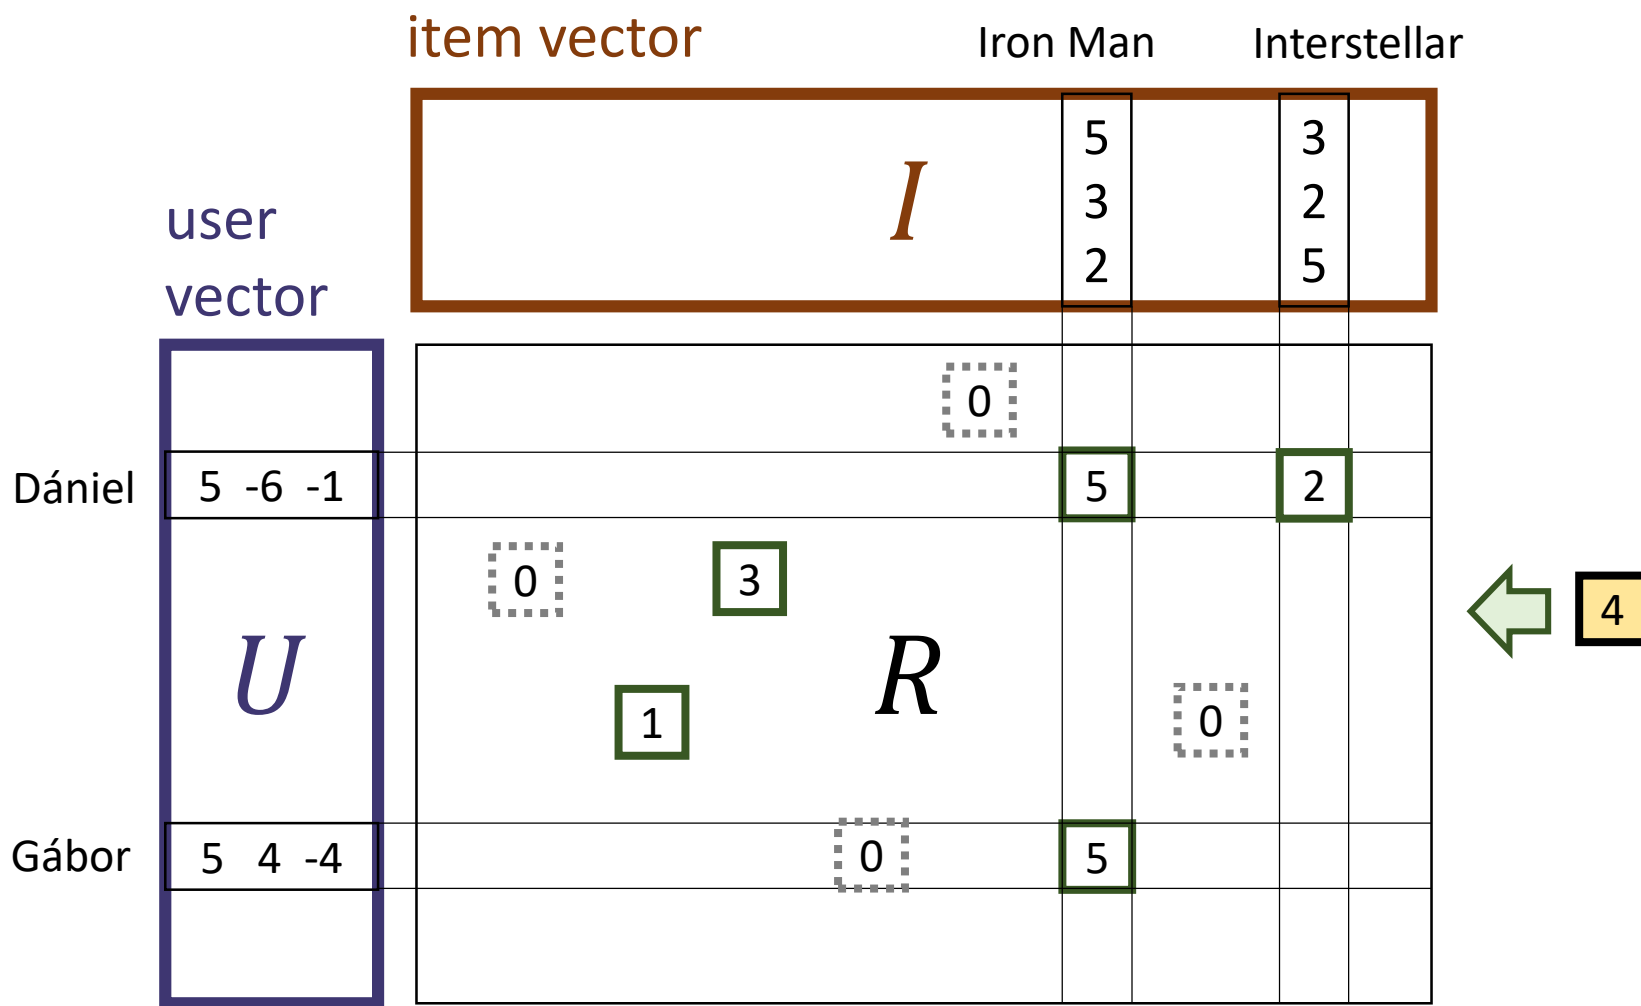 item vector Iron Man Interstellar
5 3
I 3 2
2 5
user
vector
0
Dániel 5 -6 -1 5 2
0 3
4
U R
1 0
Gábor 5 4 -4 0 5